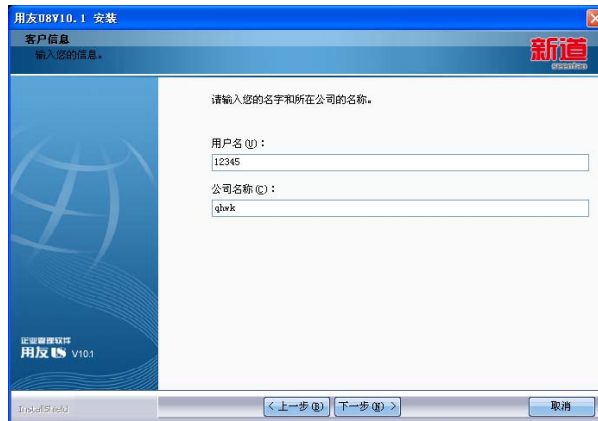 用友U8V10.1 安装
客户信息
输入您的信息。
新道
seentao
请输入您的名字和所在公司的名称。
用户名(U)：
12345
公司名称(C)：
qhwk
企业管理软件
用友 U8 V10.1
InstallShield
< 上一步(B) 下一步(N) > 取消